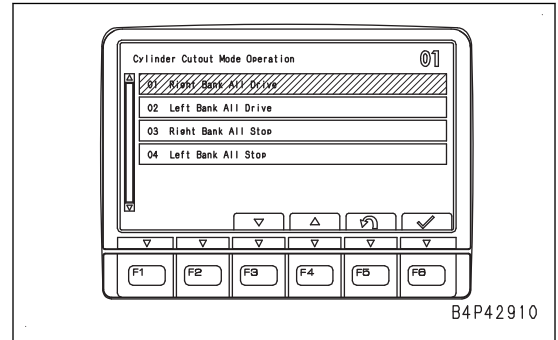 Cylinder Cutout Mode Operation 01
01 Right Bank All Drive
02 Left Bank All Drive
03 Right Bank All Stop
04 Left Bank All Stop
F1 F2 F3 F4 F5 F6
B4P42910